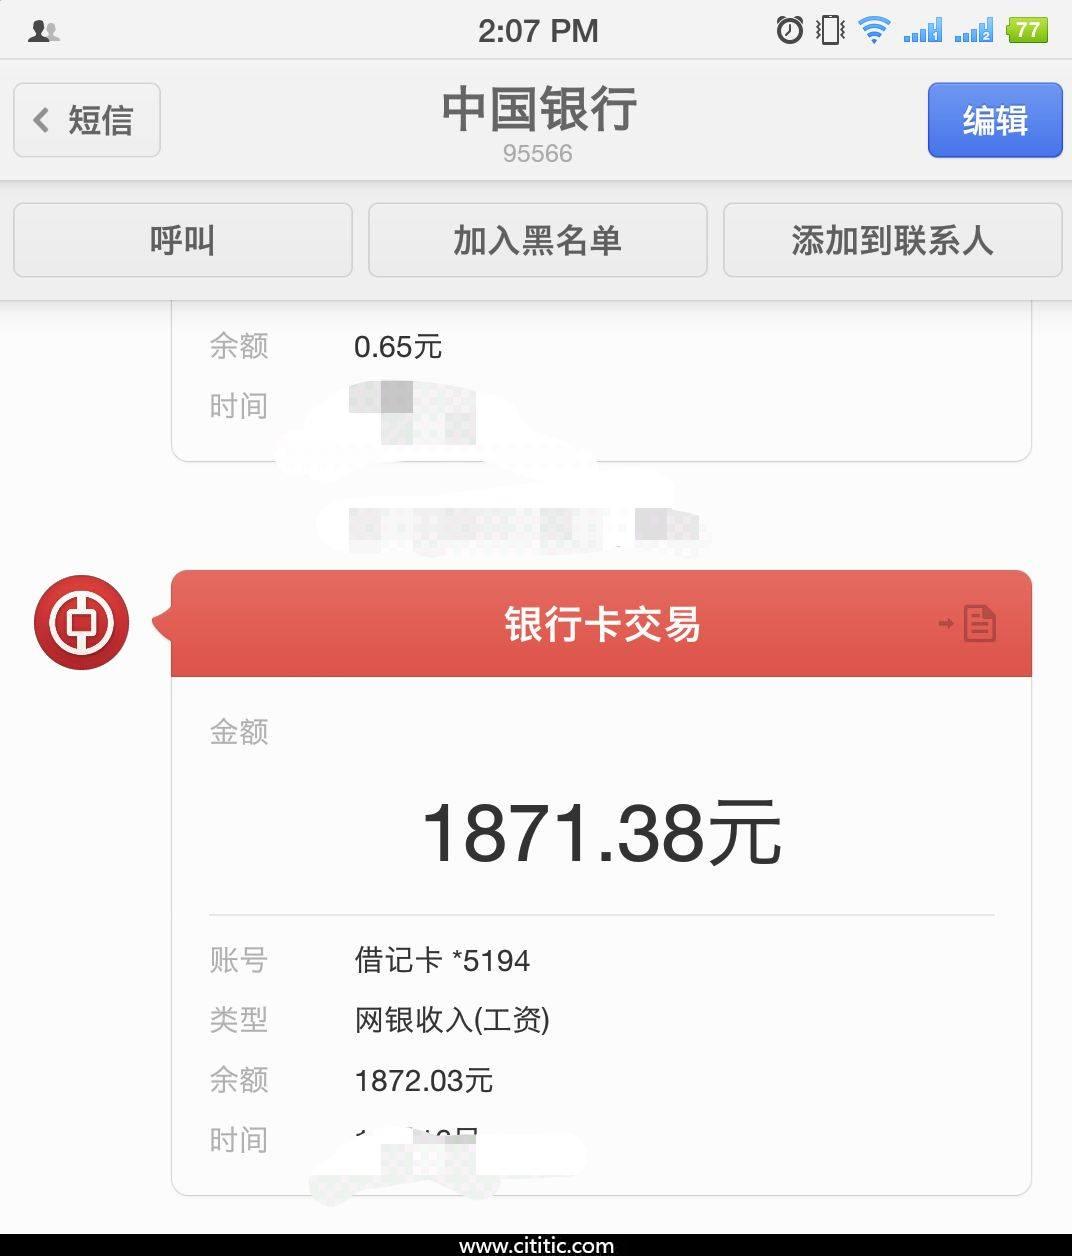 2:07 PM
1
2
77
短信
中国银行
编辑
95566
呼叫
加入黑名单
添加到联系人
余额 0.65元
时间
银行卡交易
金额
1871.38元
账号 借记卡 *5194
类型 网银收入(工资)
余额 1872.03元
时间
www.cititic.com